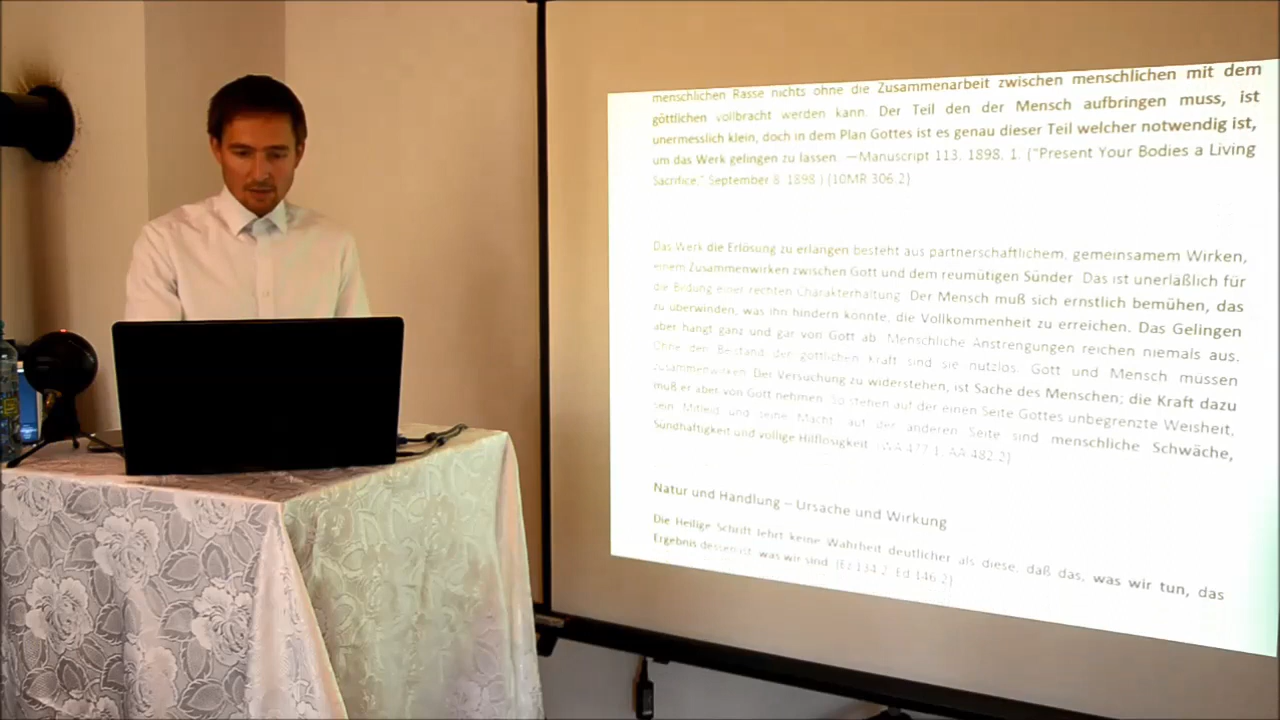 menschlichen Rasse nichts ohne die Zusammenarbeit zwischen menschlichen mit dem
göttlichen vollbracht werden kann. Der Teil den der Mensch aufbringen muss, ist
unermesslich klein, doch in dem Plan Gottes ist es genau dieser Teil welcher notwendig ist,
um das Werk gelingen zu lassen. —Manuscript 113, 1898, 1. ("Present Your Bodies a Living
Sacrifice," September 8, 1898.) {10MR 306.2}
Das Werk die Erlösung zu erlangen besteht aus partnerschaftlichem, gemeinsamem Wirken,
einem Zusammenwirken zwischen Gott und dem reumütigen Sünder. Das ist unerläßlich für
die Bildung einer rechten Charakterhaltung. Der Mensch muß sich ernstlich bemühen, das
zu überwinden, was ihn hindern könnte, die Vollkommenheit zu erreichen. Das Gelingen
aber hängt ganz und gar von Gott ab. Menschliche Anstrengungen reichen niemals aus.
Ohne den Beistand der göttlichen Kraft sind sie nutzlos. Gott und Mensch müssen
zusammenwirken. Der Versuchung zu widerstehen, ist Sache des Menschen; die Kraft dazu
muß er aber von Gott nehmen. So stehen auf der einen Seite Gottes unbegrenzte Weisheit,
sein Mitleid und seine Macht, auf der anderen Seite sind menschliche Schwäche,
Sündhaftigkeit und völlige Hilflosigkeit. {WA 477.1; AA 482.2}
Natur und Handlung – Ursache und Wirkung
Die Heilige Schrift lehrt keine Wahrheit deutlicher als diese, daß das, was wir tun, das
Ergebnis dessen ist, was wir sind. {Ez 134.2; Ed 146.2}